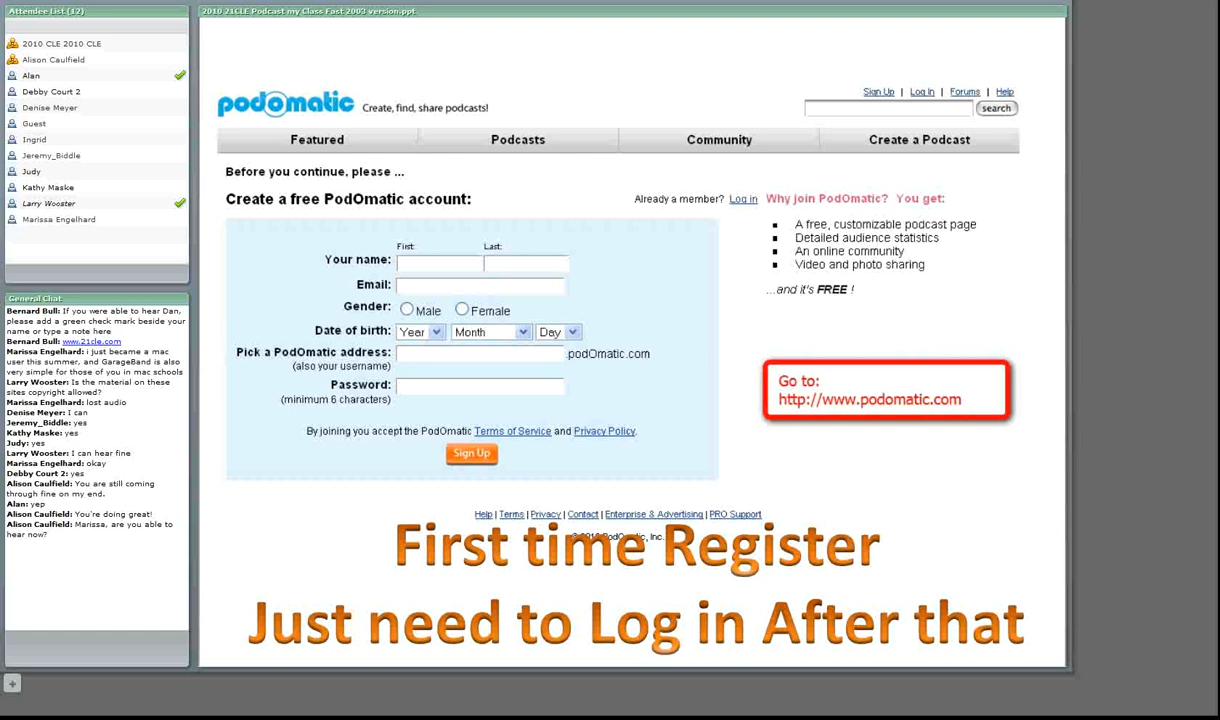 Attendee List (12)
2010 CLE 2010 CLE
Alison Caulfield
Alan
Debby Court 2
Denise Meyer
Guest
Ingrid
Jeremy_Biddle
Judy
Kathy Maske
Larry Wooster
Marissa Engelhard
General Chat
Bernard Bull: If you were able to hear Dan,
please add a green check mark beside your
name or type a note here
Bernard Bull: www.21cle.com
Marissa Engelhard: i just became a mac
user this summer, and GarageBand is also
very simple for those of you in mac schools
Larry Wooster: Is the material on these
sites copyright allowed?
Marissa Engelhard: lost audio
Denise Meyer: I can
Jeremy_Biddle: yes
Kathy Maske: yes
Judy: yes
Larry Wooster: I can hear fine
Marissa Engelhard: okay
Debby Court 2: yes
Alison Caulfield: You are still coming
through fine on my end.
Alan: yep
Alison Caulfield: You're doing great!
Alison Caulfield: Marissa, are you able to
hear now?
2010 21CLE Podcast my Class Fast 2003 version.ppt
podOmatic Create, find, share podcasts!
Sign Up | Log In | Forums | Help
search
Featured Podcasts Community Create a Podcast
Before you continue, please ...
Create a free PodOmatic account:
Already a member? Log in
First: Last:
Your name:
Email:
Gender: Male Female
Date of birth: Year Month Day
Pick a PodOmatic address: .podOmatic.com
(also your username)
Password:
(minimum 6 characters)
By joining you accept the PodOmatic Terms of Service and Privacy Policy.
Sign Up
Why join PodOmatic? You get:
A free, customizable podcast page
Detailed audience statistics
An online community
Video and photo sharing
...and it's FREE !
Go to:
http://www.podomatic.com
Help | Terms | Privacy | Contact | Enterprise & Advertising | PRO Support
First time Register
Just need to Log in After that